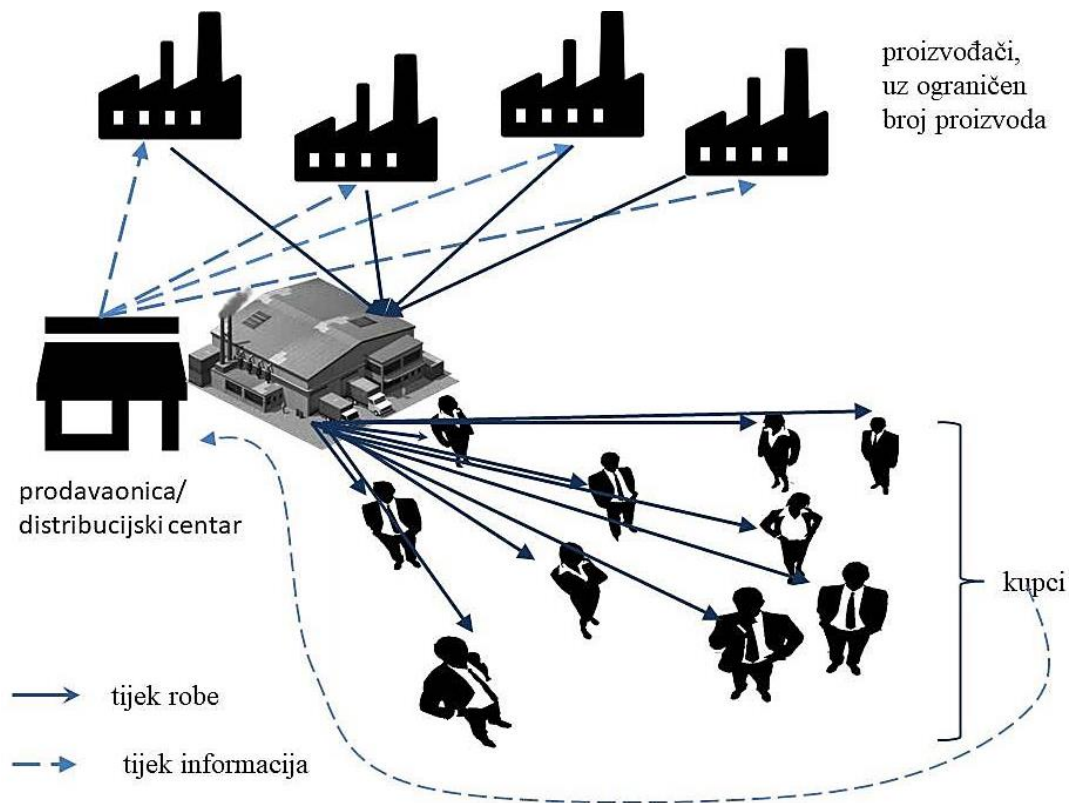 proizvođači,
uz ograničen
broj proizvoda
prodavaonica/
distribucijski centar
kupci
tijek robe
tijek informacija